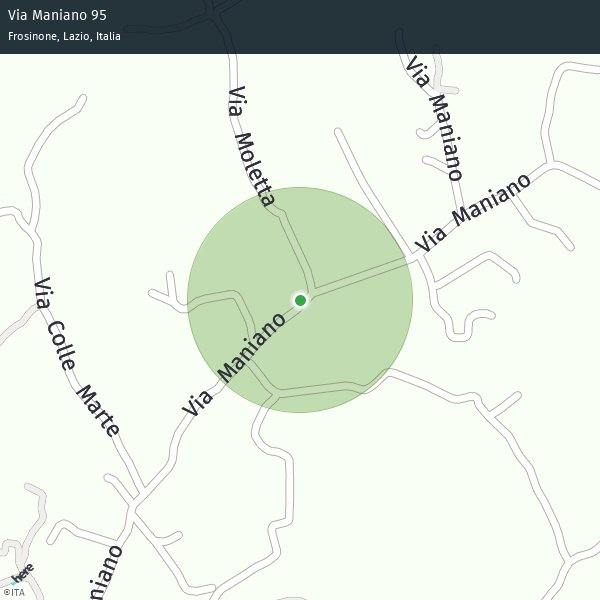 Via Maniano 95
Frosinone, Lazio, Italia
Via Maniano
Via Moletta
Via Maniano
Via Colle Marte
Via Maniano
niano
here
©ITA